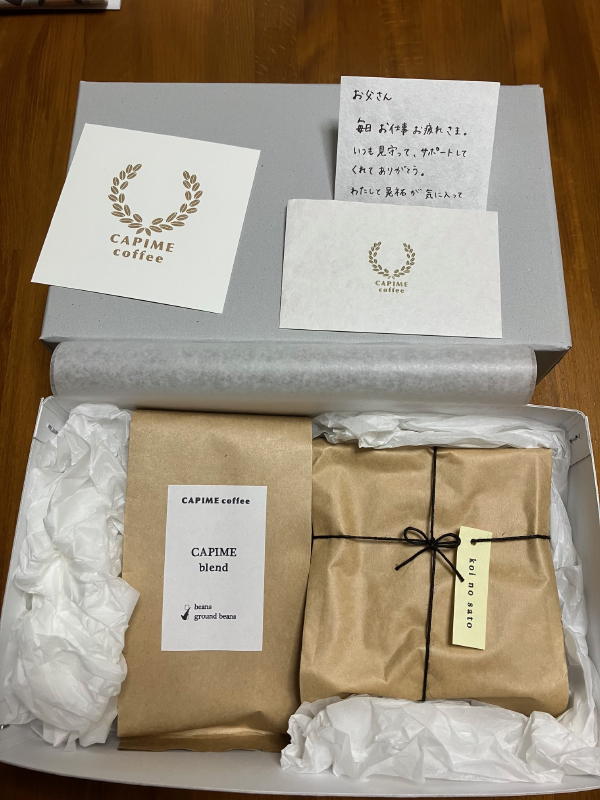 お父さん
毎日 お仕事 お疲れさま。
いつも見守って、サポートして
くれてありがとう。
わたしと 晃祐が 気に入って
CAPIME
coffee
CAPIME
coffee
CAPIME coffee
CAPIME
blend
beans
ground beans
koi no sato